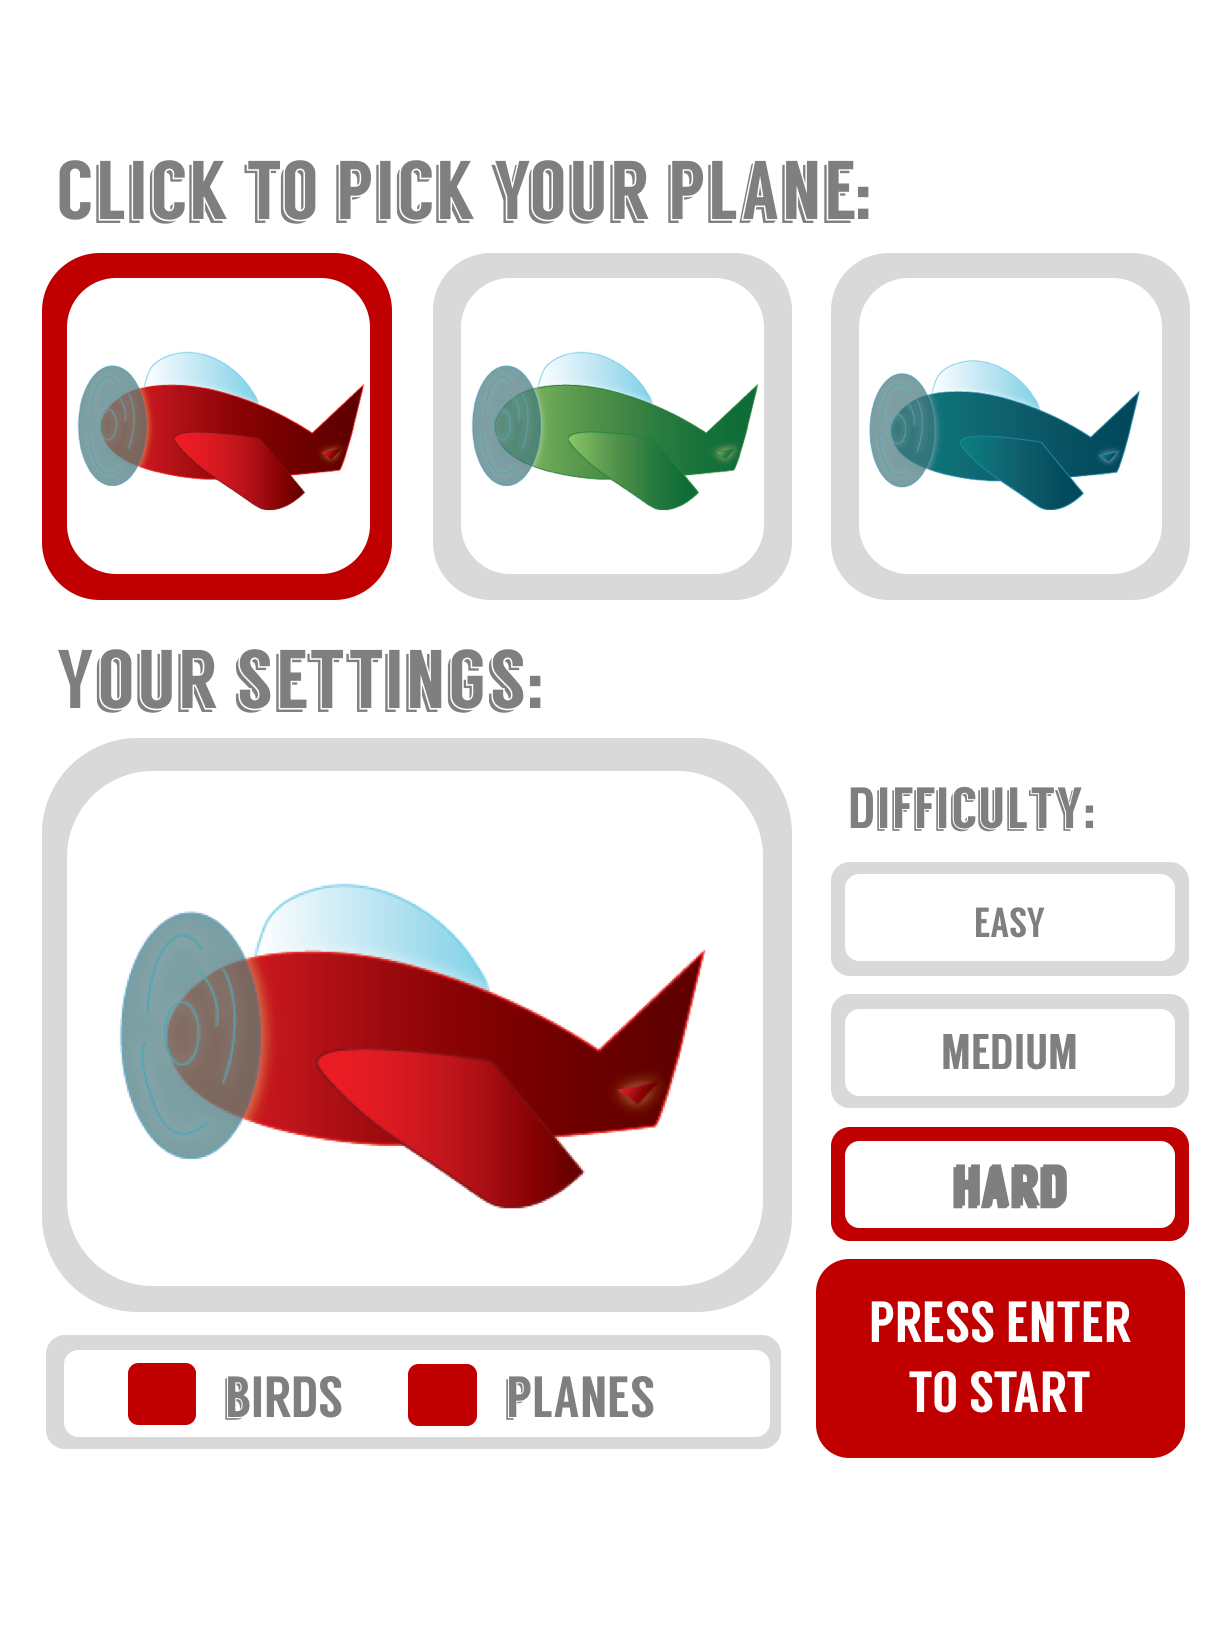 CLICK TO PICK YOUR PLANE:
YOUR SETTINGS:
DIFFICULTY:
EASY
MEDIUM
HARD
PRESS ENTER
TO START
BIRDS PLANES